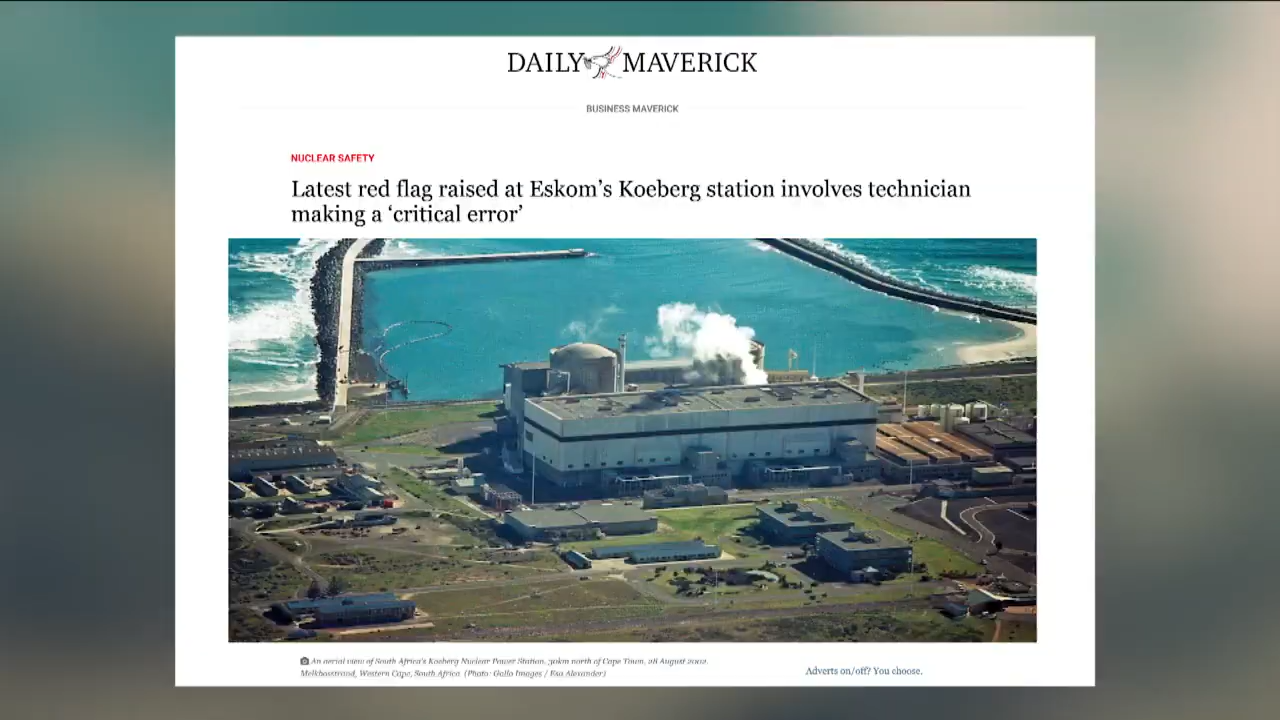 DAILY MAVERICK
BUSINESS MAVERICK
NUCLEAR SAFETY
Latest red flag raised at Eskom’s Koeberg station involves technician
making a ‘critical error’
An aerial view of South Africa's Koeberg Nuclear Power Station, 30km north of Cape Town, 28 August 2002.
Melkbosstrand, Western Cape, South Africa. (Photo: Gallo Images / Esa Alexander)
Adverts on/off? You choose.